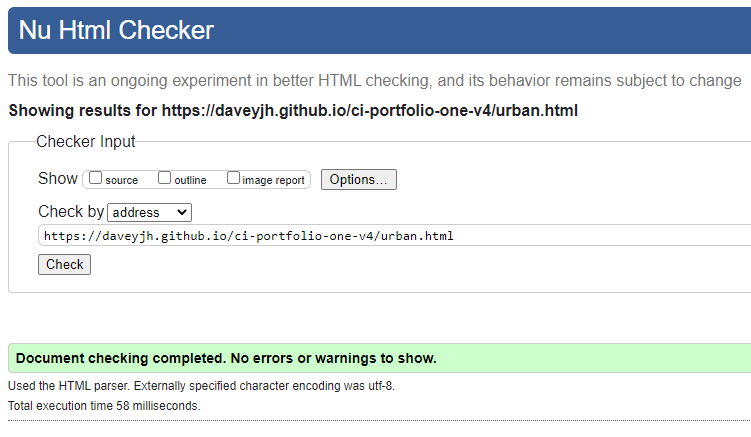 Nu Html Checker
This tool is an ongoing experiment in better HTML checking, and its behavior remains subject to change
Showing results for https://daveyjh.github.io/ci-portfolio-one-v4/urban.html
Checker Input
Show source outline image report Options...
Check by address
https://daveyjh.github.io/ci-portfolio-one-v4/urban.html
Check
Document checking completed. No errors or warnings to show.
Used the HTML parser. Externally specified character encoding was utf-8.
Total execution time 58 milliseconds.